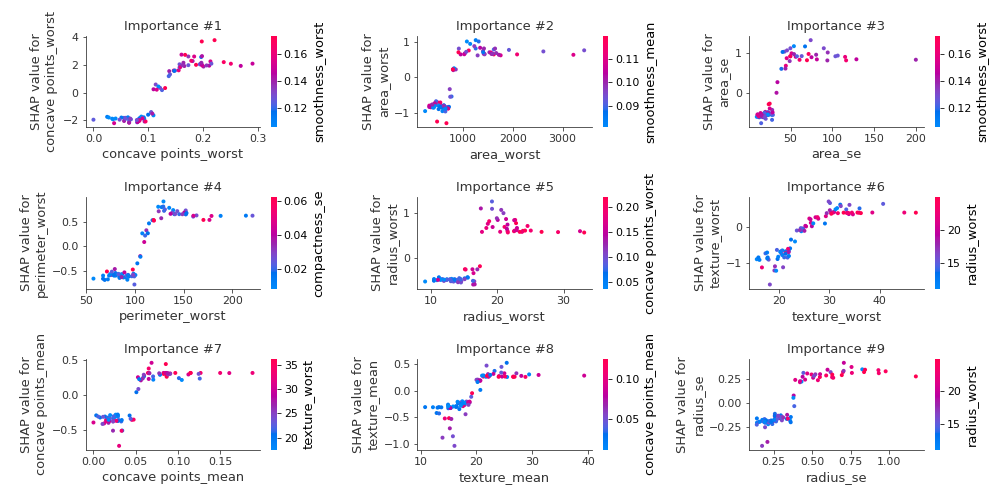 Importance #1
SHAP value for
concave points_worst
4
2
0
−2
0.0
0.1
0.2
0.3
concave points_worst
0.16
0.14
0.12
smoothness_worst
Importance #2
SHAP value for
area_worst
1
0
−1
1000
2000
3000
area_worst
0.11
0.10
0.09
smoothness_mean
Importance #3
SHAP value for
area_se
1
0
50
100
150
200
area_se
0.16
0.14
0.12
smoothness_worst
Importance #4
SHAP value for
perimeter_worst
0.5
0.0
−0.5
50
100
150
200
perimeter_worst
0.06
0.04
0.02
compactness_se
Importance #5
SHAP value for
radius_worst
1
0
10
20
30
radius_worst
0.20
0.15
0.10
0.05
concave points_worst
Importance #6
SHAP value for
texture_worst
0
−1
20
30
40
texture_worst
20
15
radius_worst
Importance #7
SHAP value for
concave points_mean
0.5
0.0
−0.5
0.00
0.05
0.10
0.15
concave points_mean
35
30
25
20
texture_worst
Importance #8
SHAP value for
texture_mean
0.5
0.0
−0.5
−1.0
10
20
30
40
texture_mean
0.10
0.05
concave points_mean
Importance #9
SHAP value for
radius_se
0.25
0.00
−0.25
0.25
0.50
0.75
1.00
radius_se
20
15
radius_worst